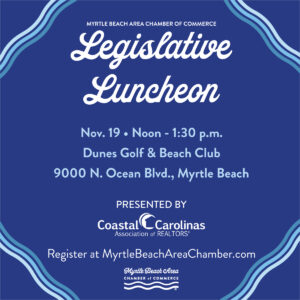 MYRTLE BEACH AREA CHAMBER OF COMMERCE
Legislative
Luncheon
Nov. 19 • Noon - 1:30 p.m.
Dunes Golf & Beach Club
9000 N. Ocean Blvd., Myrtle Beach
PRESENTED BY
Coastal Carolinas
Association of REALTORS®
Register at MyrtleBeachAreaChamber.com
Myrtle Beach Area
CHAMBER OF COMMERCE